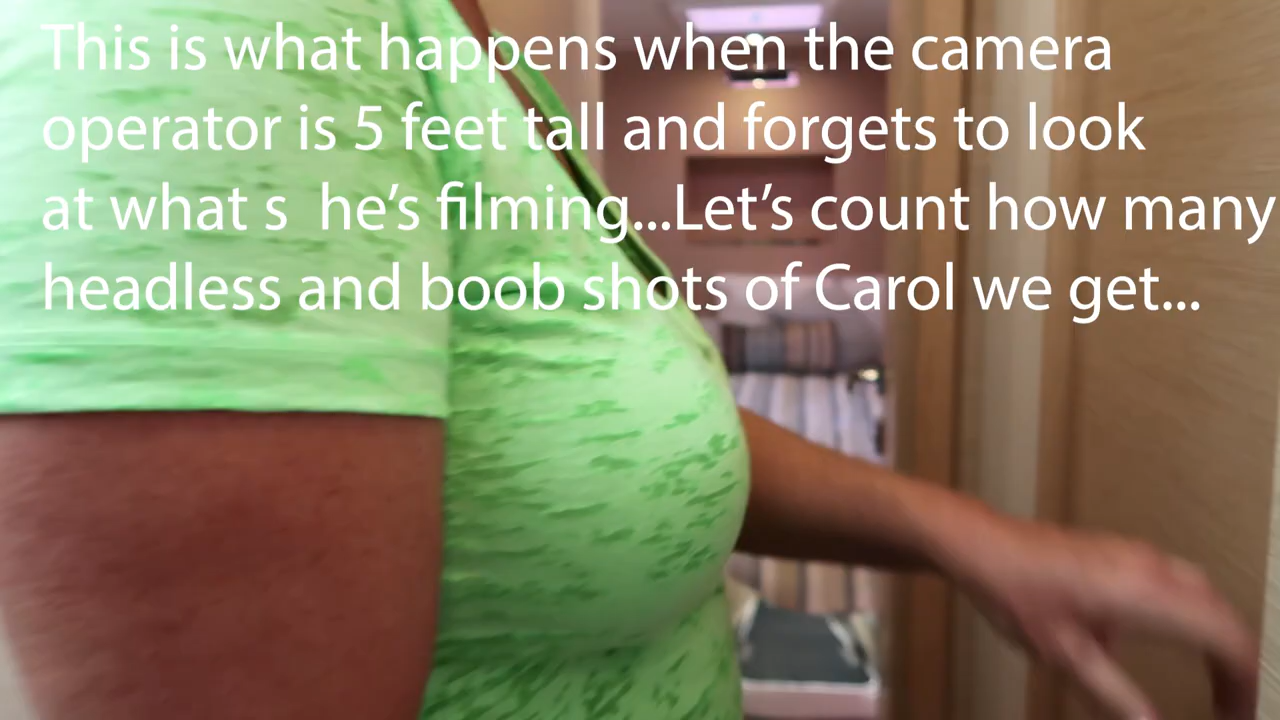 This is what happens when the camera
operator is 5 feet tall and forgets to look
at what s  he’s filming...Let’s count how many
headless and boob shots of Carol we get...